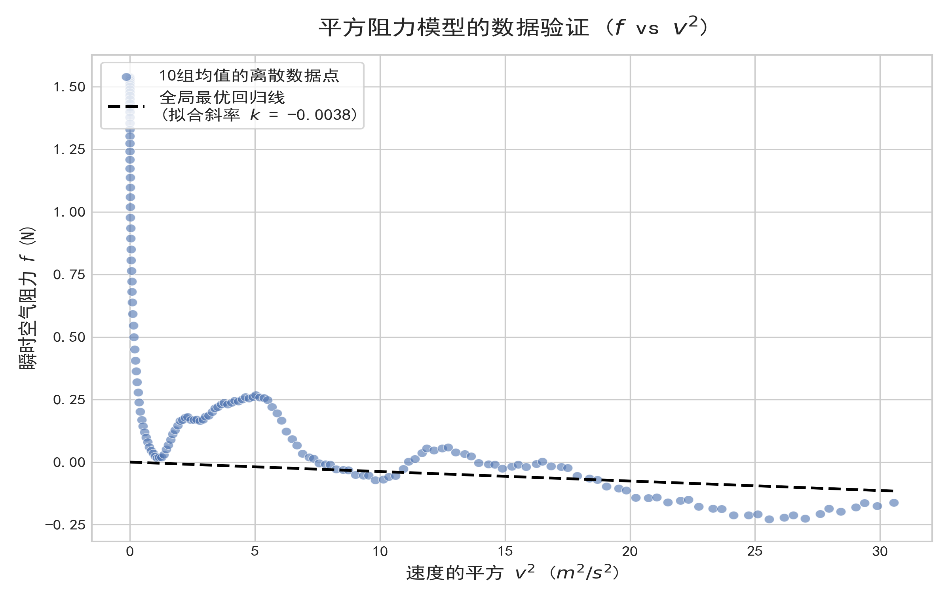 平方阻力模型的数据验证 (f vs v²)
10组均值的离散数据点
全局最优回归线
(拟合斜率 k = −0.0038)
瞬时空气阻力 f (N)
1.50
1.25
1.00
0.75
0.50
0.25
0.00
−0.25
0 5 10 15 20 25 30
速度的平方 v² (m²/s²)